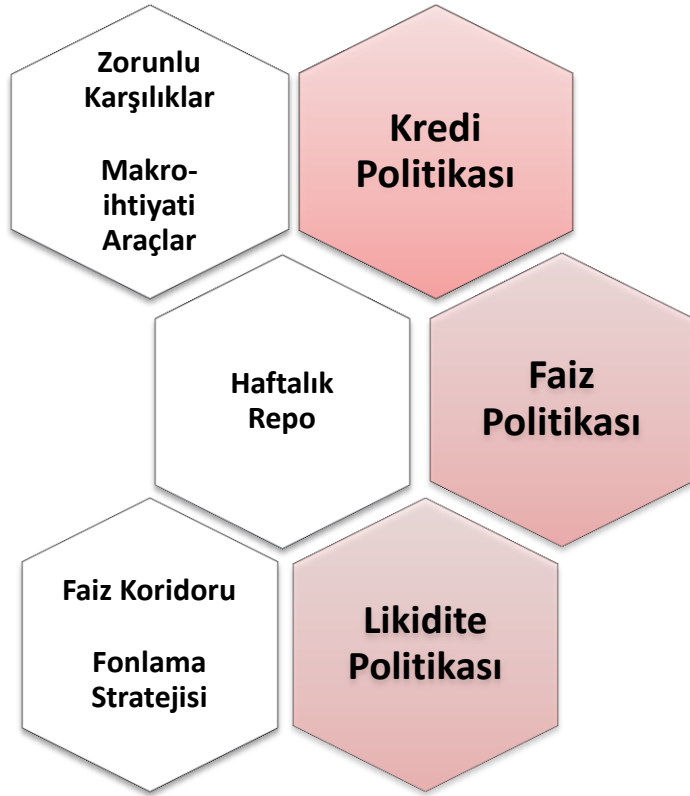 Zorunlu
Karşılıklar
Makro-
ihtiyati
Araçlar
Kredi
Politikası
Haftalık
Repo
Faiz
Politikası
Faiz Koridoru
Fonlama
Stratejisi
Likidite
Politikası